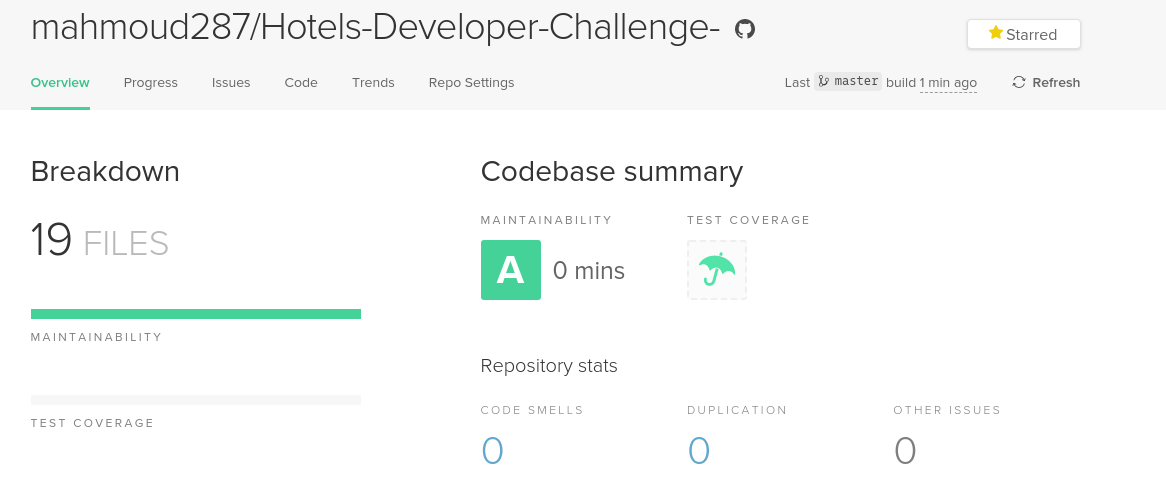 mahmoud287/Hotels-Developer-Challenge-
Starred
Overview Progress Issues Code Trends Repo Settings
Last master build 1 min ago Refresh
Breakdown
19 FILES
MAINTAINABILITY
TEST COVERAGE
Codebase summary
MAINTAINABILITY TEST COVERAGE
A 0 mins
Repository stats
CODE SMELLS DUPLICATION OTHER ISSUES
0 0 0